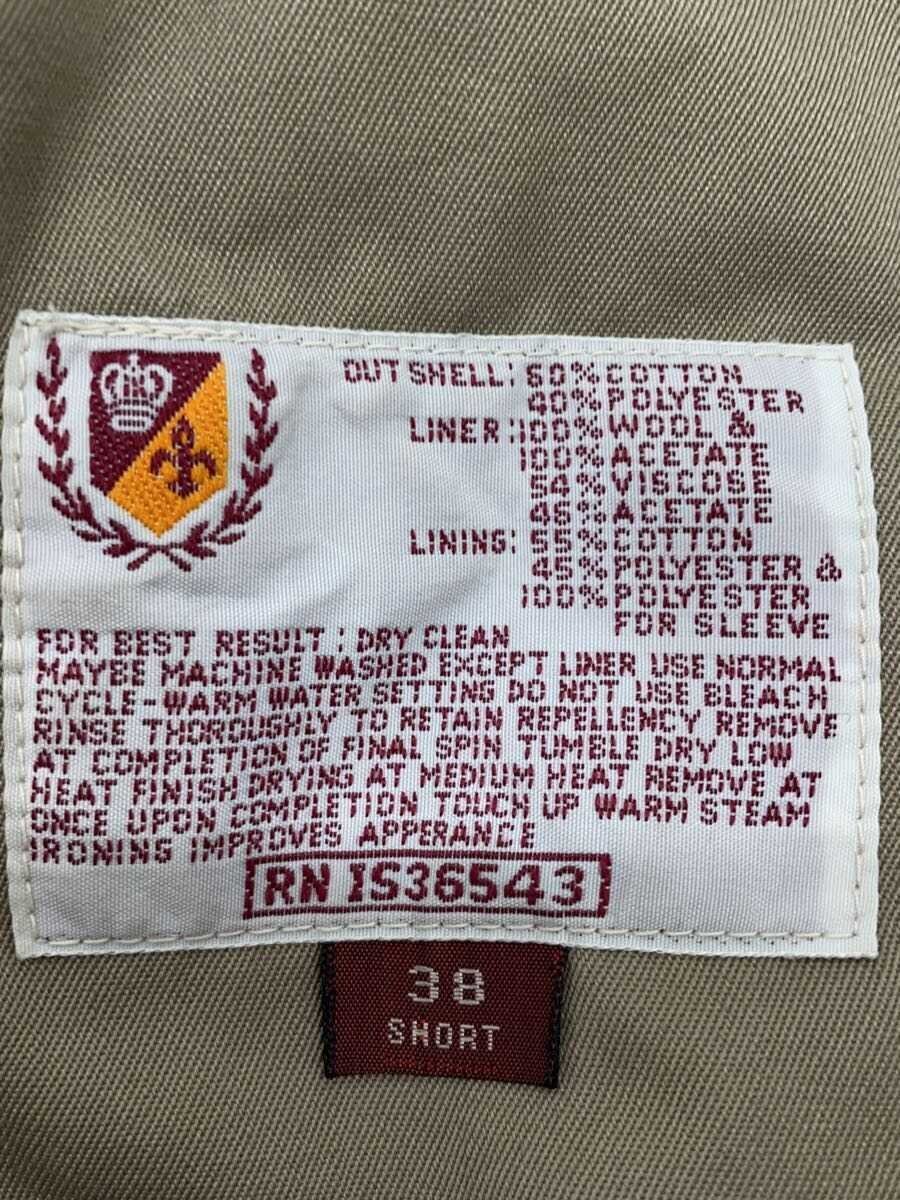 OUT SHELL: 60% COTTON
40% POLYESTER
LINER: 100% WOOL &
100% ACETATE
54% VISCOSE
46% ACETATE
LINING: 55% COTTON
45% POLYESTER &
100% POLYESTER
FOR SLEEVE
FOR BEST RESULT: DRY CLEAN
MAYBE MACHINE WASHED EXCEPT LINER USE NORMAL
CYCLE-WARM WATER SETTING DO NOT USE BLEACH
RINSE THOROUGHLY TO RETAIN REPELLENCY REMOVE
AT COMPLETION OF FINAL SPIN TUMBLE DRY LOW
HEAT FINISH DRYING AT MEDIUM HEAT REMOVE AT
ONCE UPON COMPLETION TOUCH UP WARM STEAM
IRONING IMPROVES APPERANCE
RN IS36543
38
SHORT